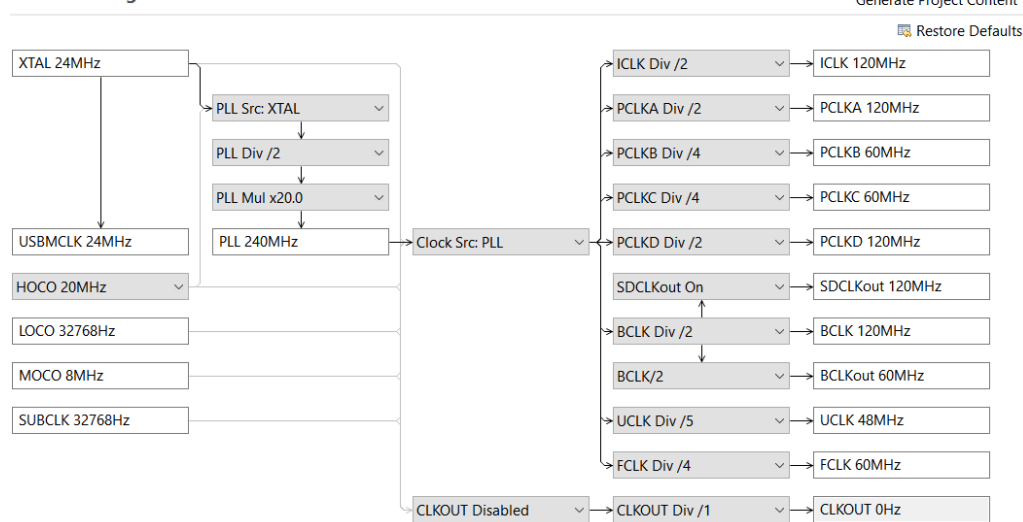 Generate Project Content
Restore Defaults
XTAL 24MHz
ICLK Div /2
ICLK 120MHz
PLL Src: XTAL
PCLKA Div /2
PCLKA 120MHz
PLL Div /2
PCLKB Div /4
PCLKB 60MHz
PLL Mul x20.0
PCLKC Div /4
PCLKC 60MHz
USBMCLK 24MHz
PLL 240MHz
Clock Src: PLL
PCLKD Div /2
PCLKD 120MHz
HOCO 20MHz
SDCLKout On
SDCLKout 120MHz
LOCO 32768Hz
BCLK Div /2
BCLK 120MHz
MOCO 8MHz
BCLK/2
BCLKout 60MHz
SUBCLK 32768Hz
UCLK Div /5
UCLK 48MHz
FCLK Div /4
FCLK 60MHz
CLKOUT Disabled
CLKOUT Div /1
CLKOUT 0Hz